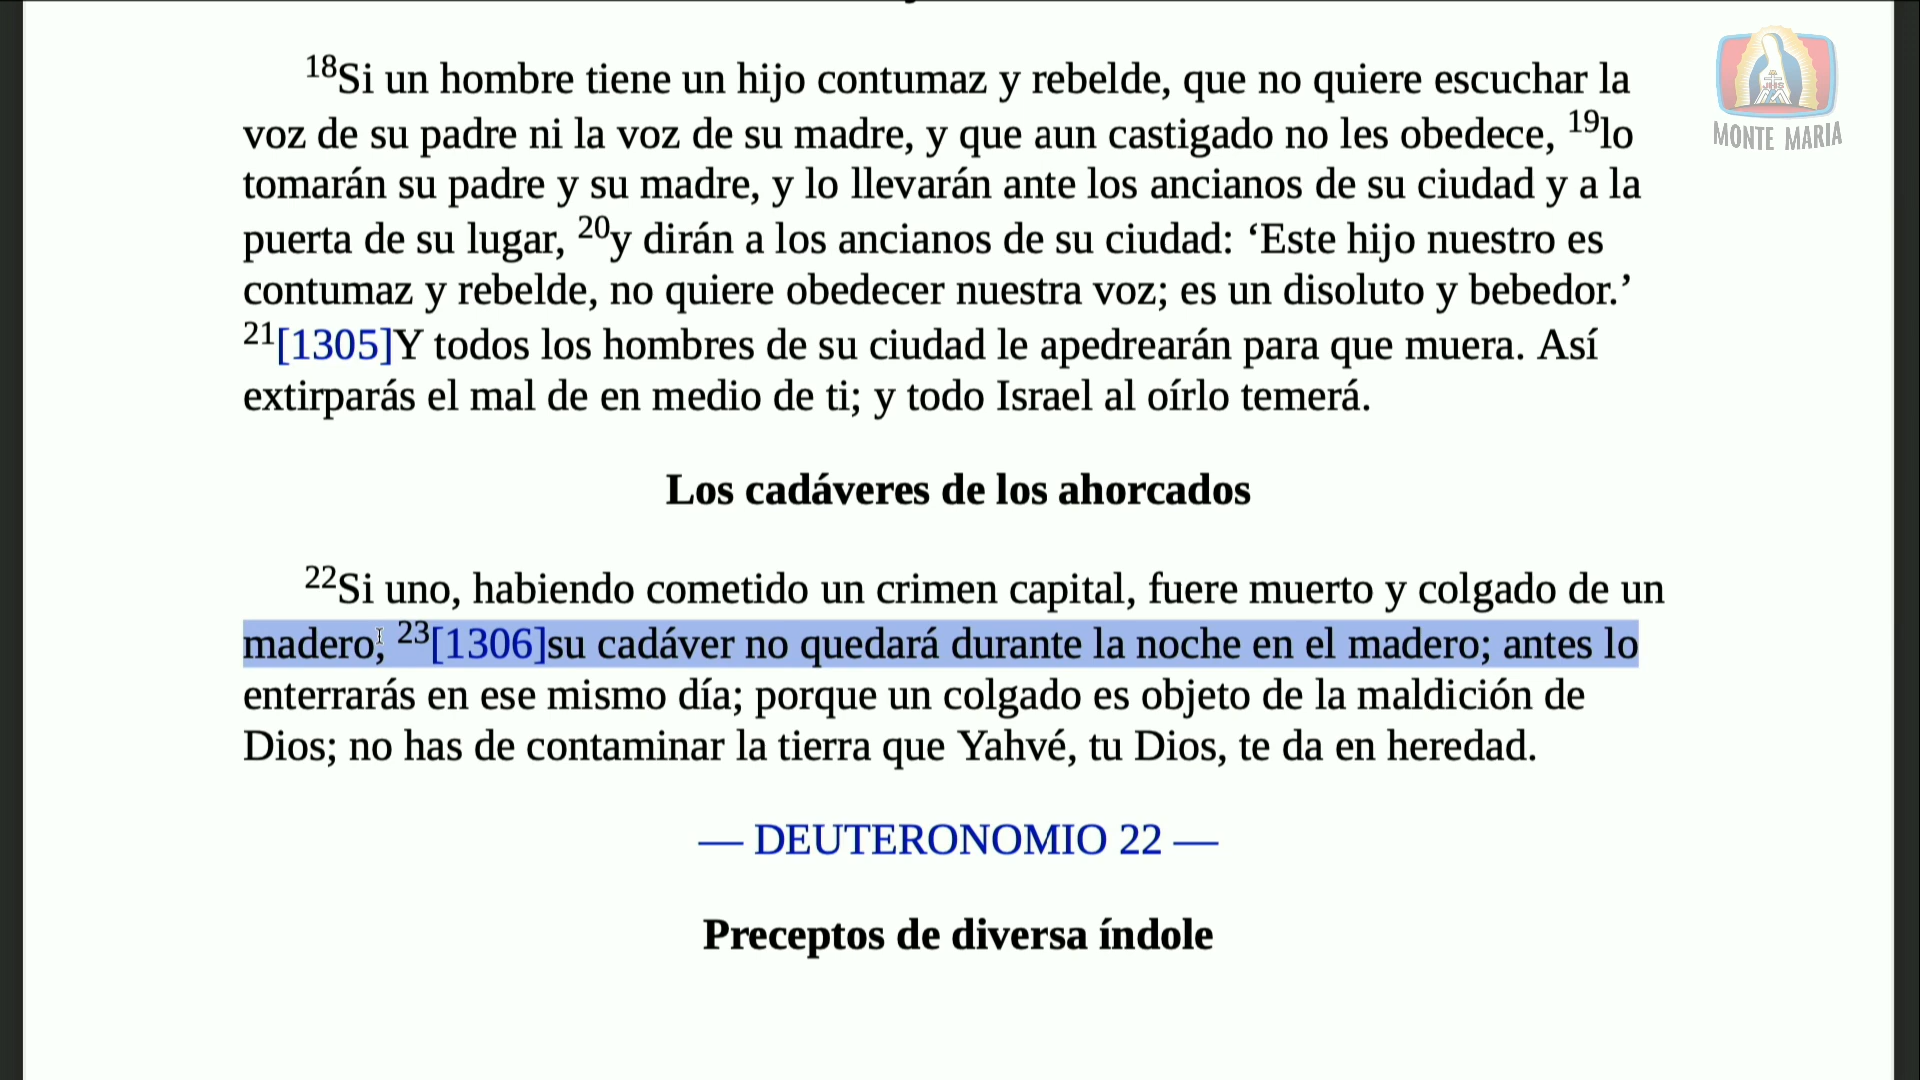 18Si un hombre tiene un hijo contumaz y rebelde, que no quiere escuchar la
voz de su padre ni la voz de su madre, y que aun castigado no les obedece, 19lo
tomarán su padre y su madre, y lo llevarán ante los ancianos de su ciudad y a la
puerta de su lugar, 20y dirán a los ancianos de su ciudad: ‘Este hijo nuestro es
contumaz y rebelde, no quiere obedecer nuestra voz; es un disoluto y bebedor.’
21[1305]Y todos los hombres de su ciudad le apedrearán para que muera. Así
extirparás el mal de en medio de ti; y todo Israel al oírlo temerá.
Los cadáveres de los ahorcados
22Si uno, habiendo cometido un crimen capital, fuere muerto y colgado de un
madero, 23[1306]su cadáver no quedará durante la noche en el madero; antes lo
enterrarás en ese mismo día; porque un colgado es objeto de la maldición de
Dios; no has de contaminar la tierra que Yahvé, tu Dios, te da en heredad.
— DEUTERONOMIO 22 —
Preceptos de diversa índole
JHS
MONTE MARIA